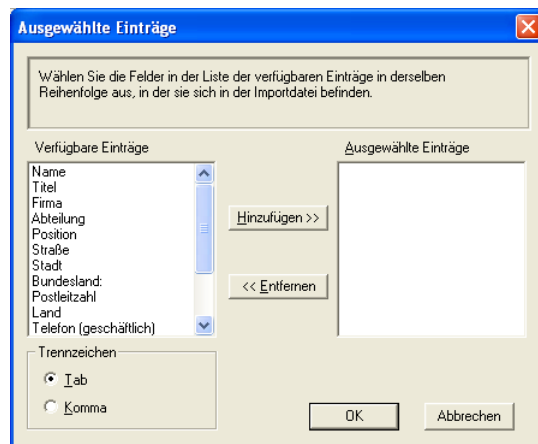 Ausgewählte Einträge
Wählen Sie die Felder in der Liste der verfügbaren Einträge in derselben
Reihenfolge aus, in der sie sich in der Importdatei befinden.
Verfügbare Einträge
Name
Titel
Firma
Abteilung
Position
Straße
Stadt
Bundesland:
Postleitzahl
Land
Telefon (geschäftlich)
Hinzufügen >>
<< Entfernen
Ausgewählte Einträge
Trennzeichen
Tab
Komma
OK
Abbrechen